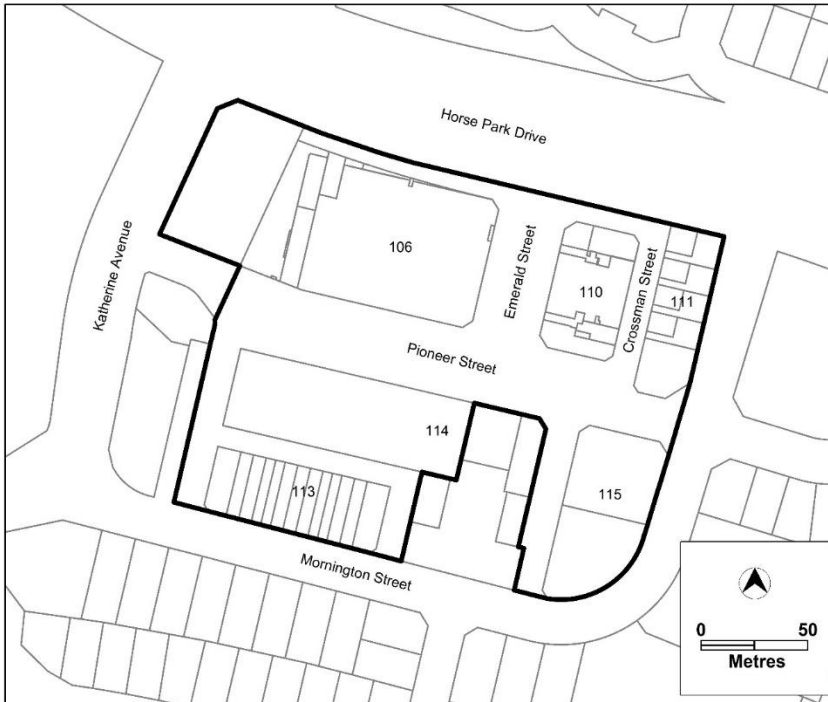 Horse Park Drive
Katherine Avenue
106
Emerald Street
110
Crossman Street
111
Pioneer Street
114
113
115
Mornington Street
0 50
Metres